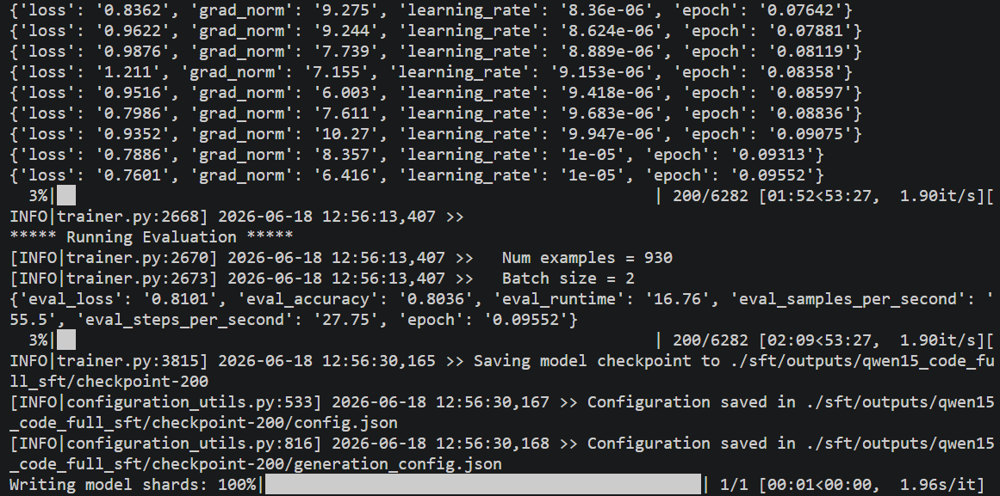 {'loss': '0.8362', 'grad_norm': '9.275', 'learning_rate': '8.36e-06', 'epoch': '0.07642'}
{'loss': '0.9622', 'grad_norm': '9.244', 'learning_rate': '8.624e-06', 'epoch': '0.07881'}
{'loss': '0.9876', 'grad_norm': '7.739', 'learning_rate': '8.889e-06', 'epoch': '0.08119'}
{'loss': '1.211', 'grad_norm': '7.155', 'learning_rate': '9.153e-06', 'epoch': '0.08358'}
{'loss': '0.9516', 'grad_norm': '6.003', 'learning_rate': '9.418e-06', 'epoch': '0.08597'}
{'loss': '0.7986', 'grad_norm': '7.611', 'learning_rate': '9.683e-06', 'epoch': '0.08836'}
{'loss': '0.9352', 'grad_norm': '10.27', 'learning_rate': '9.947e-06', 'epoch': '0.09075'}
{'loss': '0.7886', 'grad_norm': '8.357', 'learning_rate': '1e-05', 'epoch': '0.09313'}
{'loss': '0.7601', 'grad_norm': '6.416', 'learning_rate': '1e-05', 'epoch': '0.09552'}
  3%|██ | 200/6282 [01:52<53:27,  1.90it/s][
INFO|trainer.py:2668] 2026-06-18 12:56:13,407 >>
***** Running Evaluation *****
[INFO|trainer.py:2670] 2026-06-18 12:56:13,407 >>   Num examples = 930
[INFO|trainer.py:2673] 2026-06-18 12:56:13,407 >>   Batch size = 2
{'eval_loss': '0.8101', 'eval_accuracy': '0.8036', 'eval_runtime': '16.76', 'eval_samples_per_second': '
55.5', 'eval_steps_per_second': '27.75', 'epoch': '0.09552'}
  3%|██ | 200/6282 [02:09<53:27,  1.90it/s][
INFO|trainer.py:3815] 2026-06-18 12:56:30,165 >> Saving model checkpoint to ./sft/outputs/qwen15_code_fu
ll_sft/checkpoint-200
[INFO|configuration_utils.py:533] 2026-06-18 12:56:30,167 >> Configuration saved in ./sft/outputs/qwen15
_code_full_sft/checkpoint-200/config.json
[INFO|configuration_utils.py:816] 2026-06-18 12:56:30,168 >> Configuration saved in ./sft/outputs/qwen15
_code_full_sft/checkpoint-200/generation_config.json
Writing model shards: 100%|██████████| 1/1 [00:01<00:00,  1.96s/it]